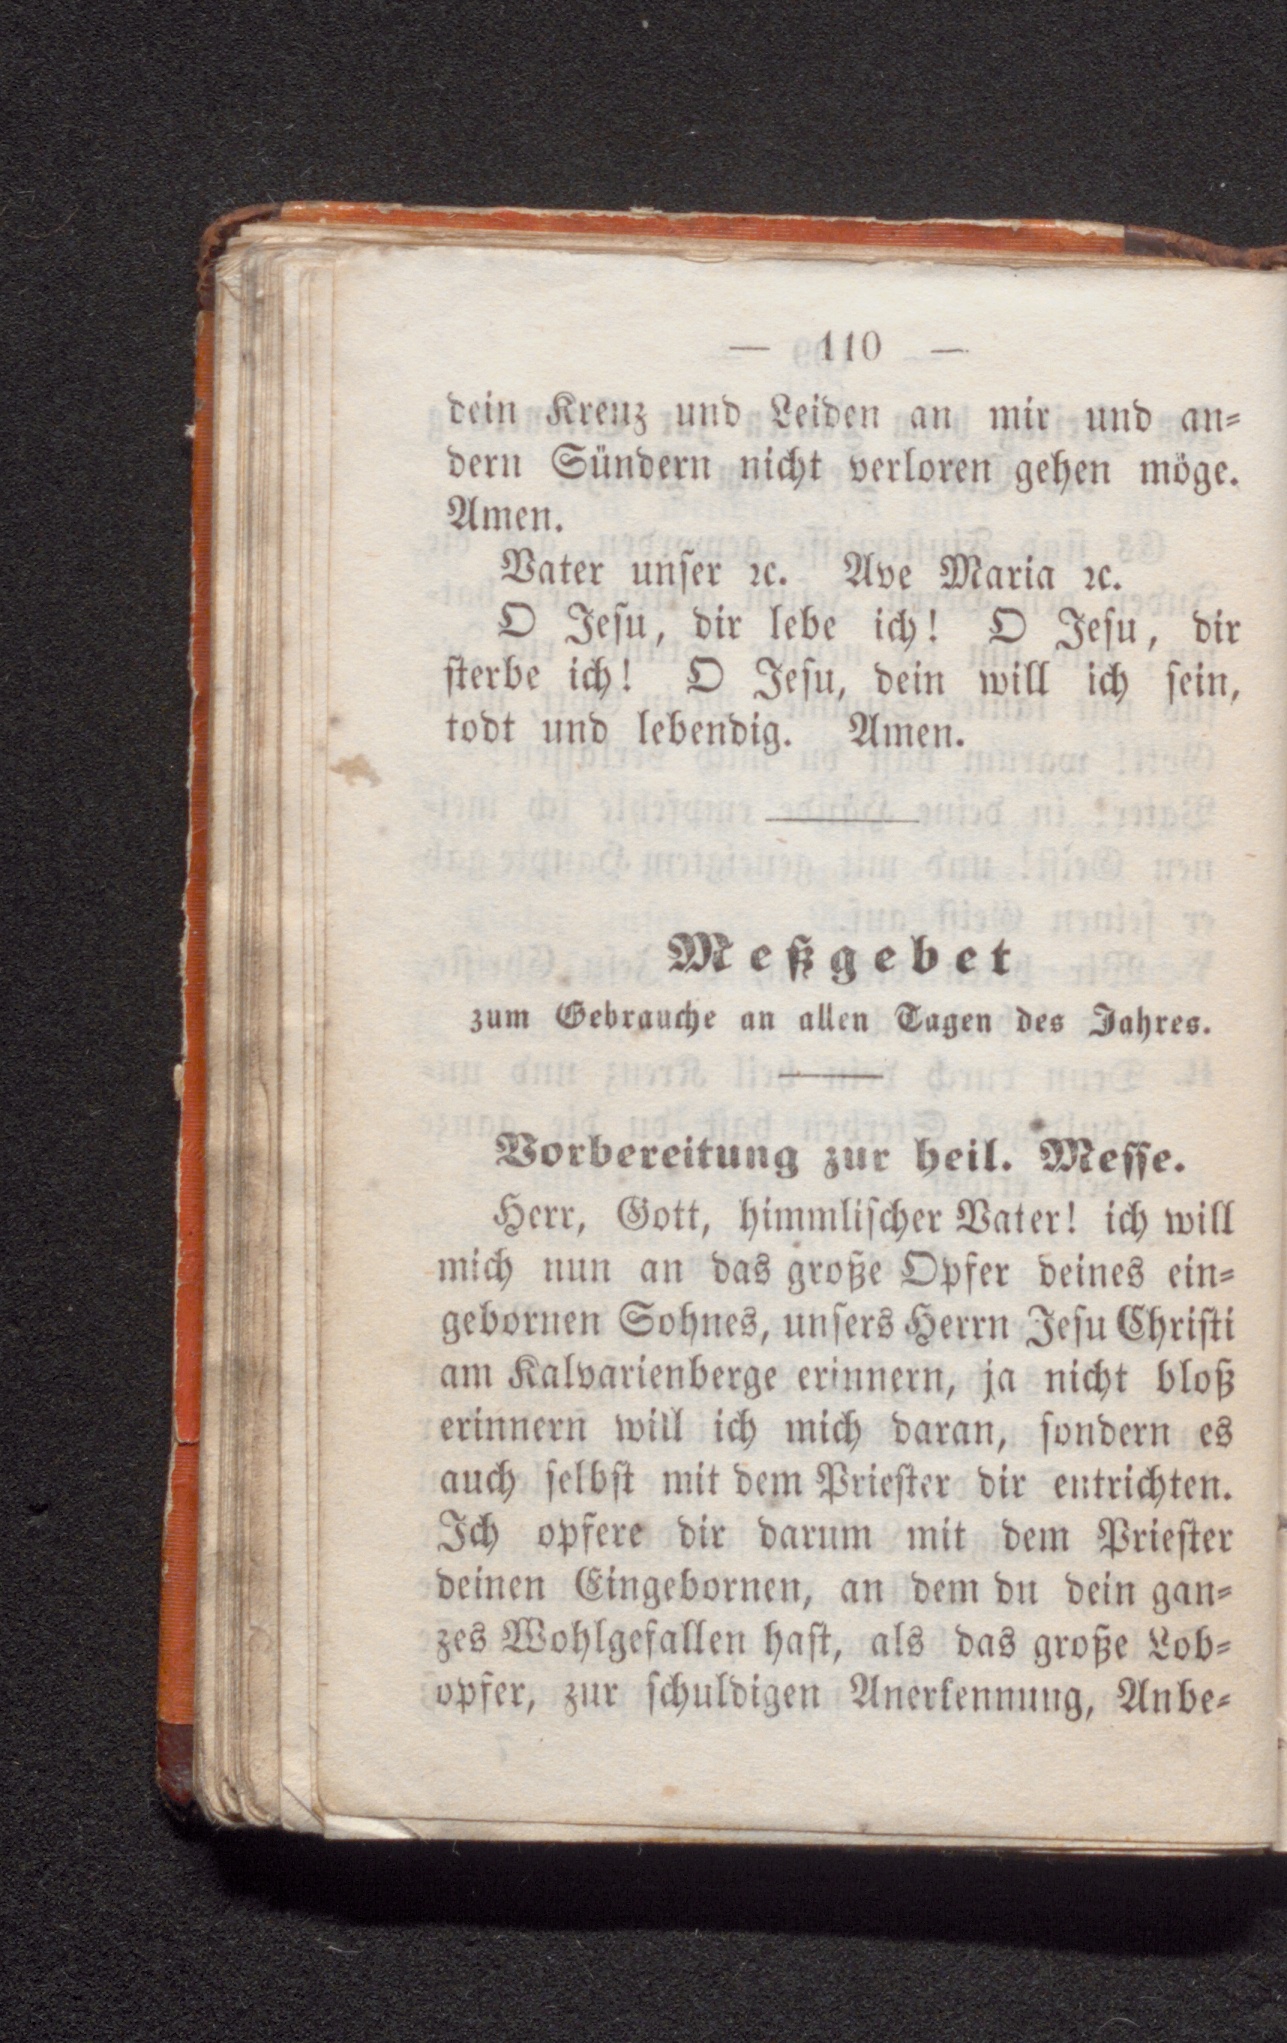 — 110 —
dein Kreuz und Leiden an mir und an=
dern Sündern nicht verloren gehen möge.
Amen.
Vater unser ꝛc. Ave Maria ꝛc.
O Jesu, dir lebe ich! O Jesu, dir
sterbe ich! O Jesu, dein will ich sein,
todt und lebendig. Amen.
Meßgebet
zum Gebrauche an allen Tagen des Jahres.
Vorbereitung zur heil. Messe.
Herr, Gott, himmlischer Vater! ich will
mich nun an das große Opfer deines ein=
gebornen Sohnes, unsers Herrn Jesu Christi
am Kalvarienberge erinnern, ja nicht bloß
erinnern will ich mich daran, sondern es
auch selbst mit dem Priester dir entrichten.
Ich opfere dir darum mit dem Priester
deinen Eingebornen, an dem du dein gan=
zes Wohlgefallen hast, als das große Lob=
opfer, zur schuldigen Anerkennung, Anbe=